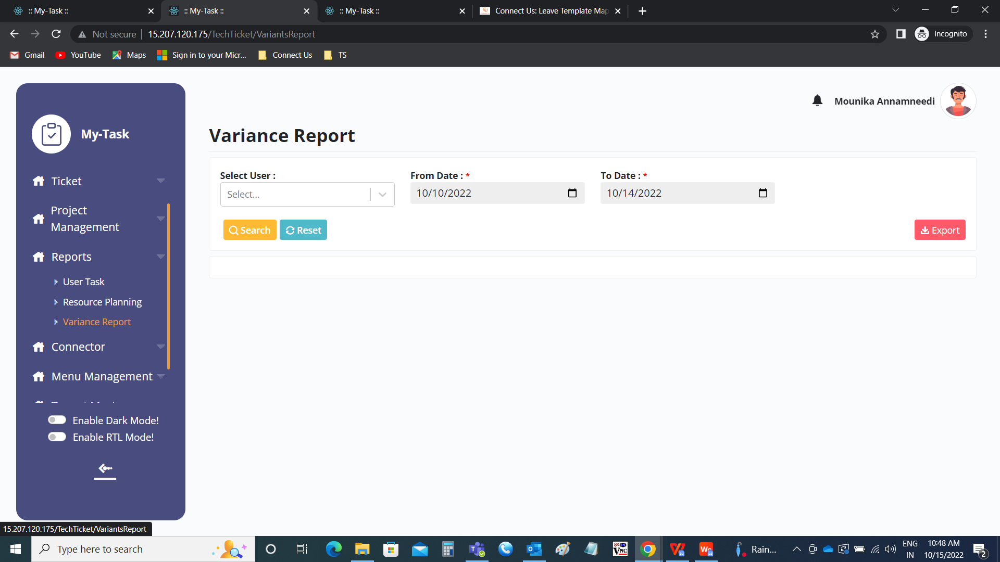 :: My-Task ::
:: My-Task ::
:: My-Task ::
Connect Us: Leave Template Map
Not secure
15.207.120.175/TechTicket/VariantsReport
Incognito
Gmail
YouTube
Maps
Sign in to your Micr...
Connect Us
TS
My-Task
Mounika Annamneedi
Variance Report
Ticket
Project
Management
Reports
User Task
Resource Planning
Variance Report
Connector
Menu Management
Enable Dark Mode!
Enable RTL Mode!
Select User :
From Date : *
To Date : *
Select...
10/10/2022
10/14/2022
Search
Reset
Export
15.207.120.175/TechTicket/VariantsReport
Type here to search
Rain...
ENG
IN
10:48 AM
10/15/2022
2